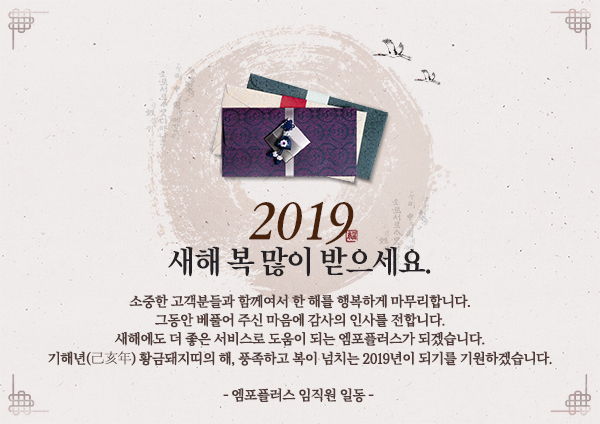 2019
새해 복 많이 받으세요.
소중한 고객분들과 함께여서 한 해를 행복하게 마무리합니다.
그동안 베풀어 주신 마음에 감사의 인사를 전합니다.
새해에도 더 좋은 서비스로 도움이 되는 엠포플러스가 되겠습니다.
기해년(己亥年) 황금돼지띠의 해, 풍족하고 복이 넘치는 2019년이 되기를 기원하겠습니다.
- 엠포플러스 임직원 일동 -